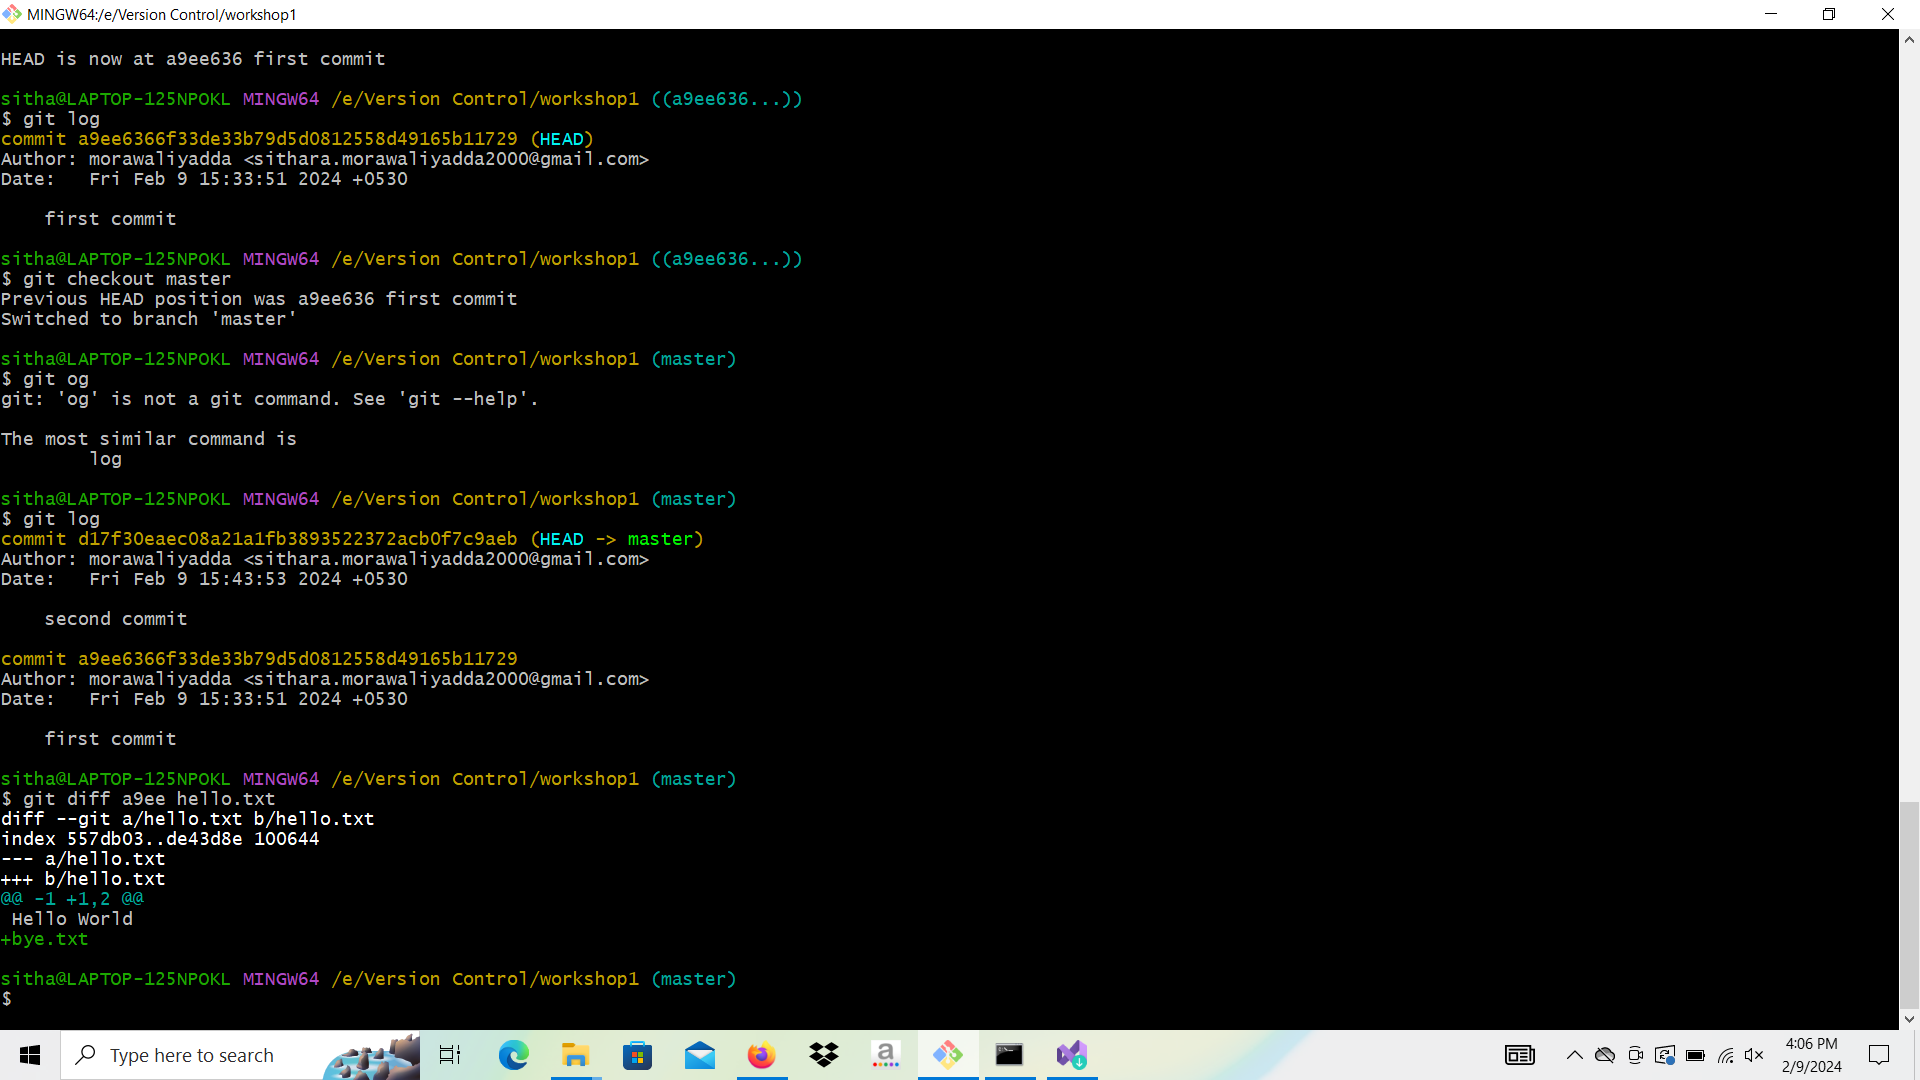 MINGW64:/e/Version Control/workshop1
HEAD is now at a9ee636 first commit
sitha@LAPTOP-125NPOKL MINGW64 /e/Version Control/workshop1 ((a9ee636...))
$ git log
commit a9ee6366f33de33b79d5d0812558d49165b11729 (HEAD)
Author: morawaliyadda <sithara.morawaliyadda2000@gmail.com>
Date:   Fri Feb 9 15:33:51 2024 +0530
    first commit
sitha@LAPTOP-125NPOKL MINGW64 /e/Version Control/workshop1 ((a9ee636...))
$ git checkout master
Previous HEAD position was a9ee636 first commit
Switched to branch 'master'
sitha@LAPTOP-125NPOKL MINGW64 /e/Version Control/workshop1 (master)
$ git og
git: 'og' is not a git command. See 'git --help'.
The most similar command is
        log
sitha@LAPTOP-125NPOKL MINGW64 /e/Version Control/workshop1 (master)
$ git log
commit d17f30eaec08a21a1fb3893522372acb0f7c9aeb (HEAD -> master)
Author: morawaliyadda <sithara.morawaliyadda2000@gmail.com>
Date:   Fri Feb 9 15:43:53 2024 +0530
    second commit
commit a9ee6366f33de33b79d5d0812558d49165b11729
Author: morawaliyadda <sithara.morawaliyadda2000@gmail.com>
Date:   Fri Feb 9 15:33:51 2024 +0530
    first commit
sitha@LAPTOP-125NPOKL MINGW64 /e/Version Control/workshop1 (master)
$ git diff a9ee hello.txt
diff --git a/hello.txt b/hello.txt
index 557db03..de43d8e 100644
--- a/hello.txt
+++ b/hello.txt
@@ -1 +1,2 @@
 Hello World
+bye.txt
sitha@LAPTOP-125NPOKL MINGW64 /e/Version Control/workshop1 (master)
$
Type here to search
a
4:06 PM
2/9/2024